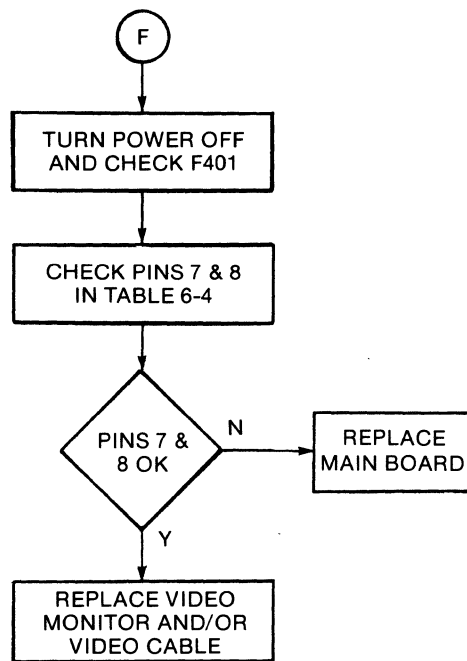 F
TURN POWER OFF
AND CHECK F401
CHECK PINS 7 & 8
IN TABLE 6-4
PINS 7 &
8 OK
N
REPLACE
MAIN BOARD
Y
REPLACE VIDEO
MONITOR AND/OR
VIDEO CABLE